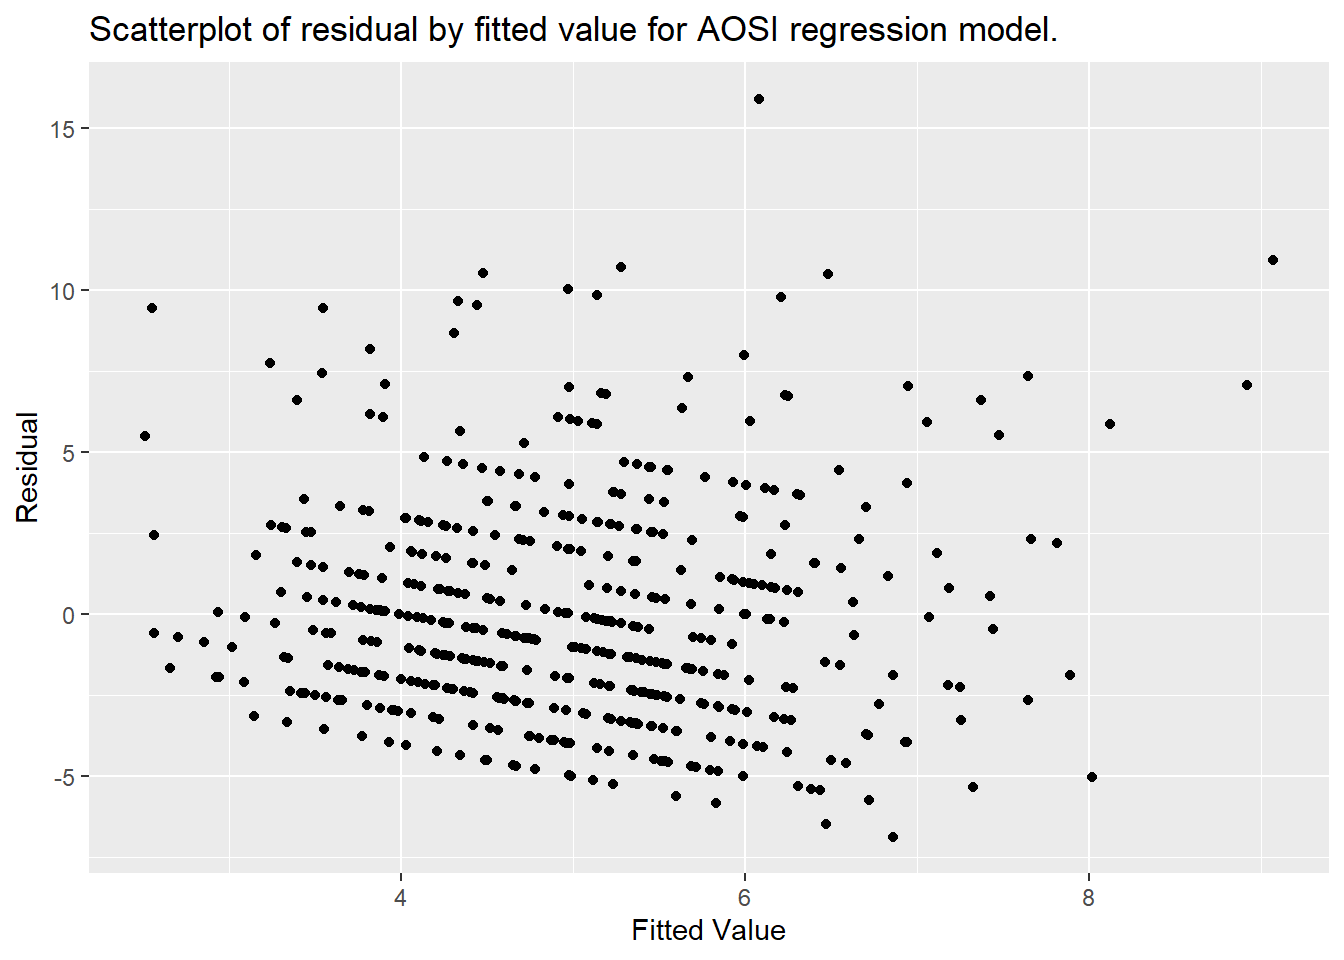 Scatterplot of residual by fitted value for AOSI regression model.
15
10
5
0
-5
Residual
4
6
8
Fitted Value